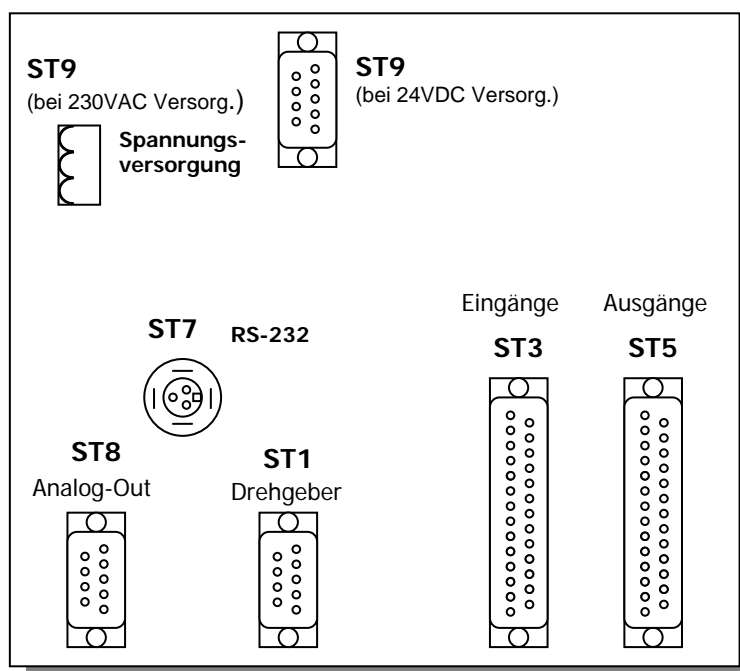 ST9
(bei 230VAC Versorg.)
Spannungs-
versorgung
ST9
(bei 24VDC Versorg.)
Eingänge
ST3
Ausgänge
ST5
ST7
RS-232
ST8
Analog-Out
ST1
Drehgeber